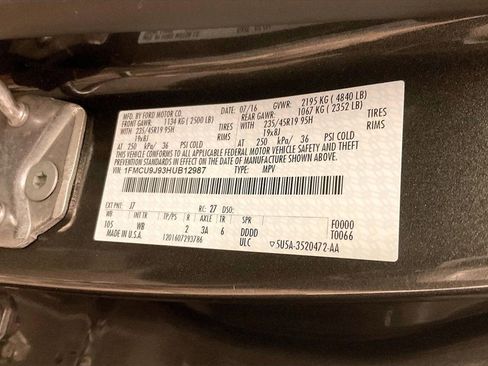 MFD. BY FORD MOTOR CO.
DATE: 07/16 GVWR: 2195 KG ( 4840 LB)
FRONT GAWR: 1134 KG ( 2500 LB) REAR GAWR: 1067 KG ( 2352 LB)
WITH 235/45R19 95H TIRES WITH 235/45R19 95H TIRES
19x8J RIMS 19x8J RIMS
AT 250 kPa/ 36 PSI COLD AT 250 kPa/ 36 PSI COLD
THIS VEHICLE CONFORMS TO ALL APPLICABLE FEDERAL MOTOR VEHICLE SAFETY AND THEFT PREVENTION
STANDARDS IN EFFECT ON THE DATE OF MANUFACTURE SHOWN ABOVE.
VIN: 1FMCU9J93HUB12987 TYPE: MPV
EXT PNT: J7 RC: 27 DSO:
WB INT TR TP/PS R AXLE TR SPR
105 WB 2 3A 6 DDDD F0000
MADE IN U.S.A. 1201607293786 ULC T0066
5U5A-3520472-AA